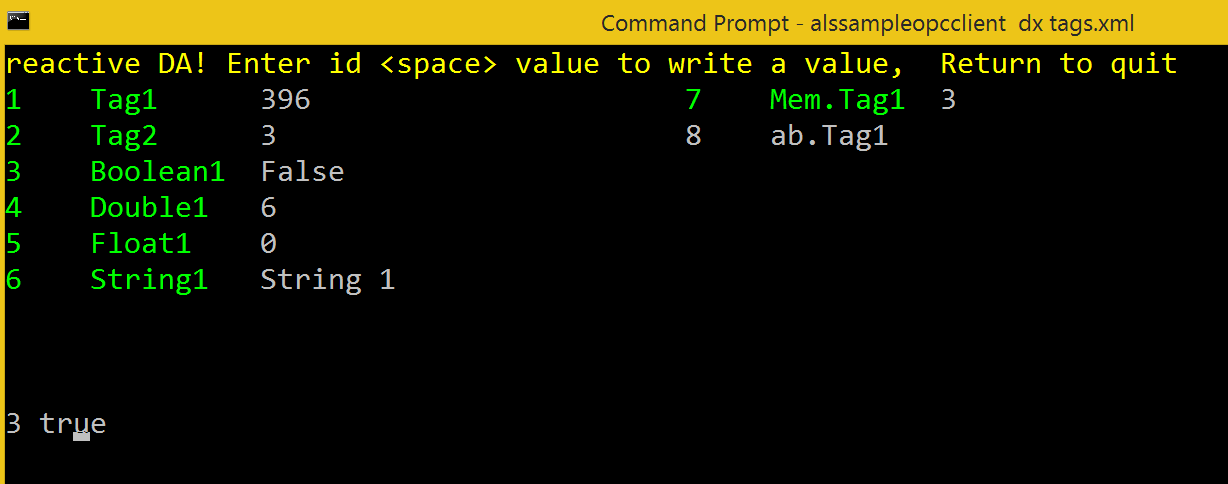 Command Prompt - alssampleopcclient  dx tags.xml
reactive DA! Enter id <space> value to write a value,  Return to quit
1    Tag1      396                      7    Mem.Tag1  3
2    Tag2      3                        8    ab.Tag1
3    Boolean1  False
4    Double1   6
5    Float1    0
6    String1   String 1
3 true